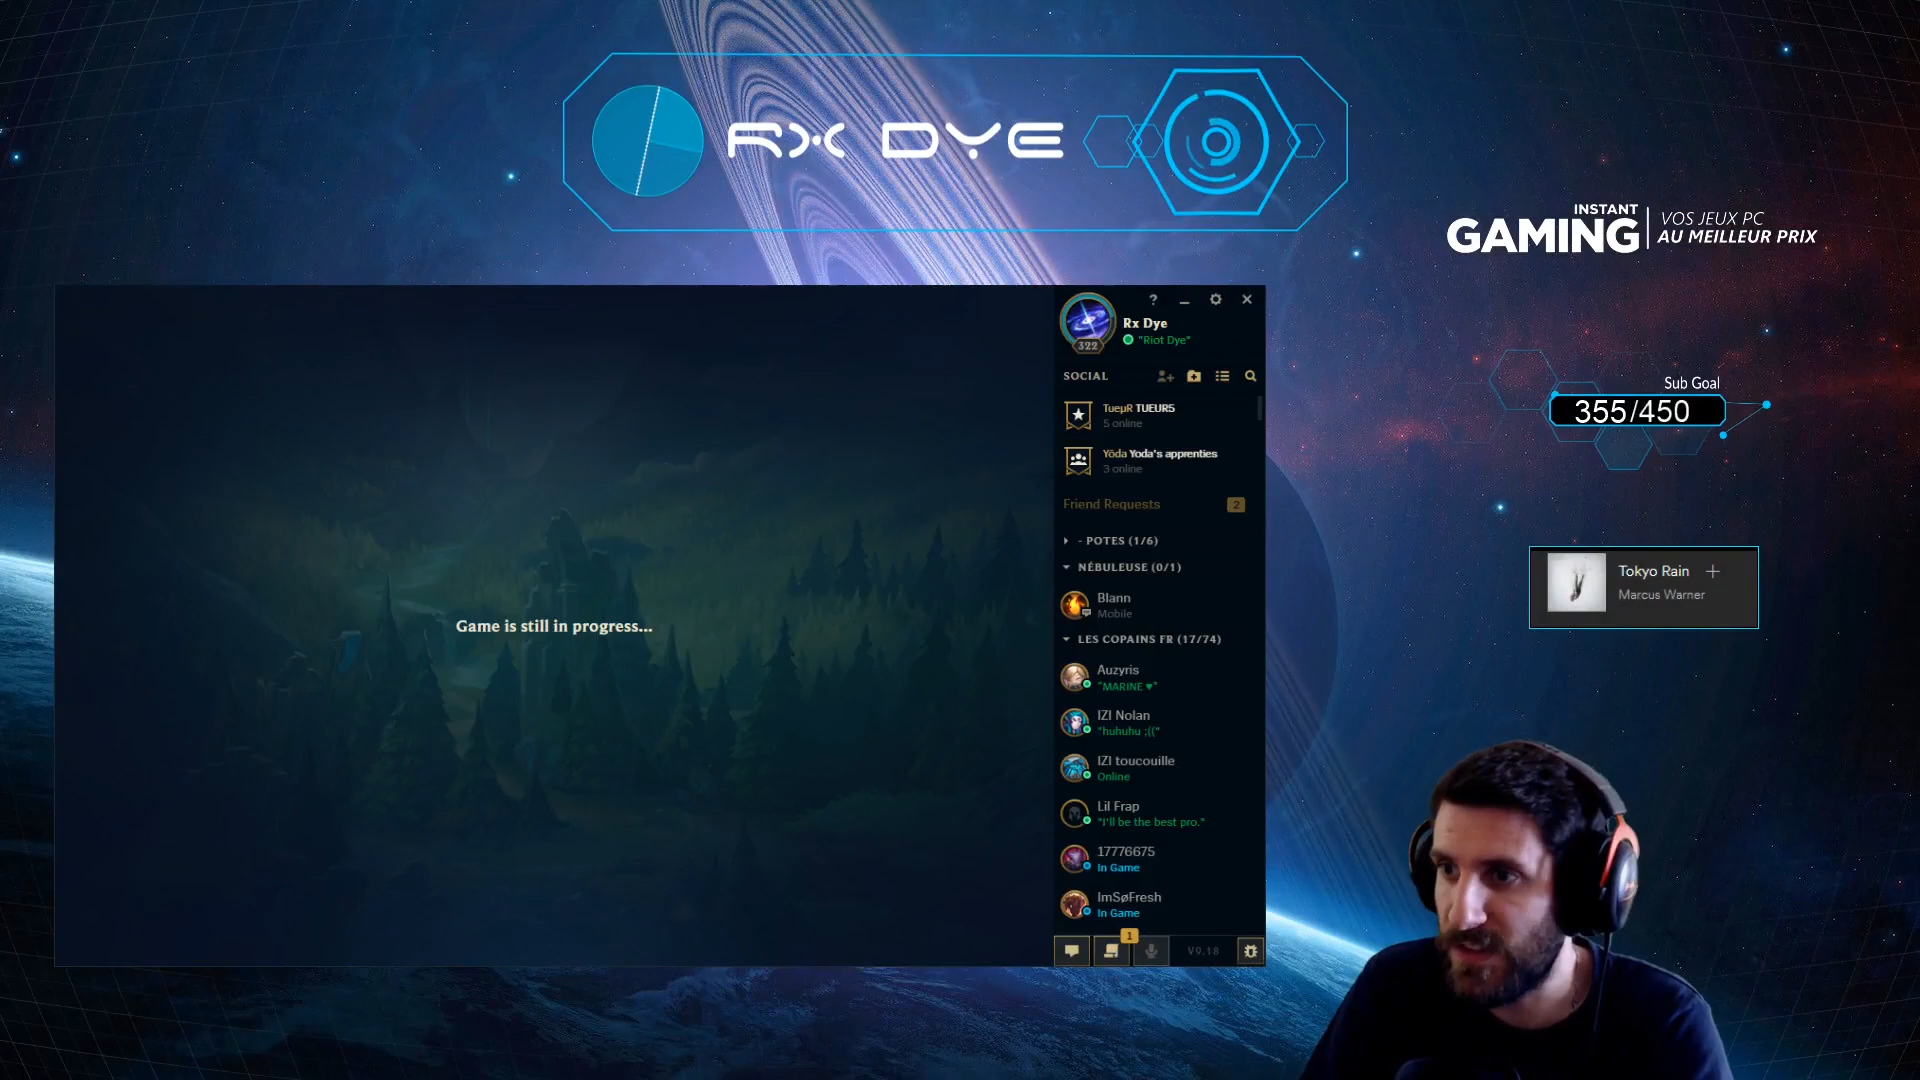 RX DYE
INSTANT
GAMING
VOS JEUX PC
AU MEILLEUR PRIX
?
Rx Dye
322
"Riot Dye"
SOCIAL
TueµR TUEUR5
5 online
Yōda Yoda's apprenties
3 online
Friend Requests 2
- POTES (1/6)
NÉBULEUSE (0/1)
Blann
Mobile
LES COPAINS FR (17/74)
Auzyris
"MARINE ♥"
IZI Nolan
"huhuhu ;(("
IZI toucouille
Online
Lil Frap
"I'll be the best pro."
17776675
In Game
ImSøFresh
In Game
1
V9.18
Game is still in progress...
Sub Goal
355/450
Tokyo Rain
Marcus Warner